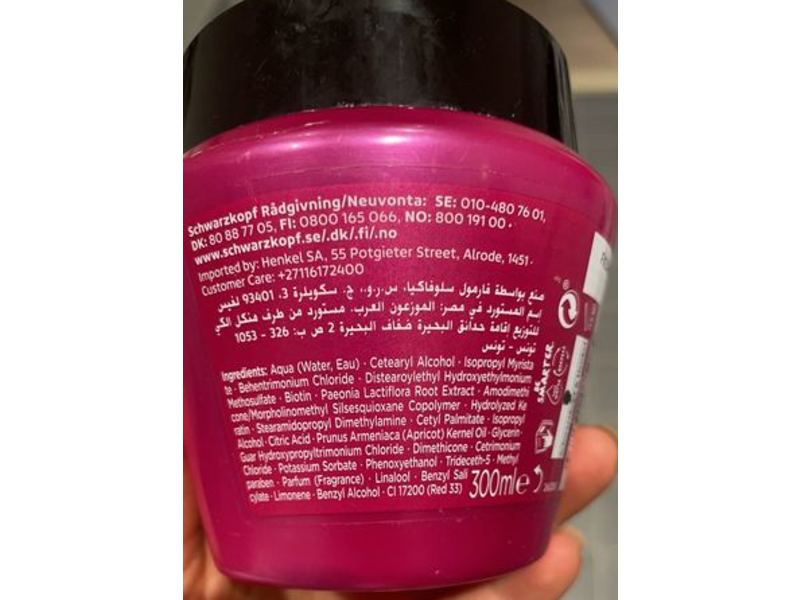 Schwarzkopf Rådgivning/Neuvonta: SE: 010-480 76 01,
DK: 80 88 77 05, FI: 0800 165 066, NO: 800 191 00 ·
www.schwarzkopf.se/.dk/.fi/.no
Imported by: Henkel SA, 55 Potgieter Street, Alrode, 1451 ·
Customer Care: +27116172400
صنع بواسطة فارمول سلوفاكيا، س.ر.و.، ج. سكويلرة 3، 93401 لفيس
إسم المستورد في مصر: الموزعون العرب. مستورد من طرف هنكل الكي
للتوزيع إقامة حدائق البحيرة ضفاف البحيرة 2 ص ب: 326 - 1053
تونس - تونس
Ingredients: Aqua (Water, Eau) · Cetearyl Alcohol · Isopropyl Myrista
te · Behentrimonium Chloride · Distearoylethyl Hydroxyethylmonium
Methosulfate · Biotin · Paeonia Lactiflora Root Extract · Amodimethi
cone/Morpholinomethyl Silsesquioxane Copolymer · Hydrolyzed Ke
ratin · Stearamidopropyl Dimethylamine · Cetyl Palmitate · Isopropyl
Alcohol · Citric Acid · Prunus Armeniaca (Apricot) Kernel Oil · Glycerin ·
Guar Hydroxypropyltrimonium Chloride · Dimethicone · Cetrimonium
Chloride · Potassium Sorbate · Phenoxyethanol · Trideceth-5 · Methyl
paraben · Parfum (Fragrance) · Linalool · Benzyl Sali
cylate · Limonene · Benzyl Alcohol · CI 17200 (Red 33)
300ml e
BE
SMARTER